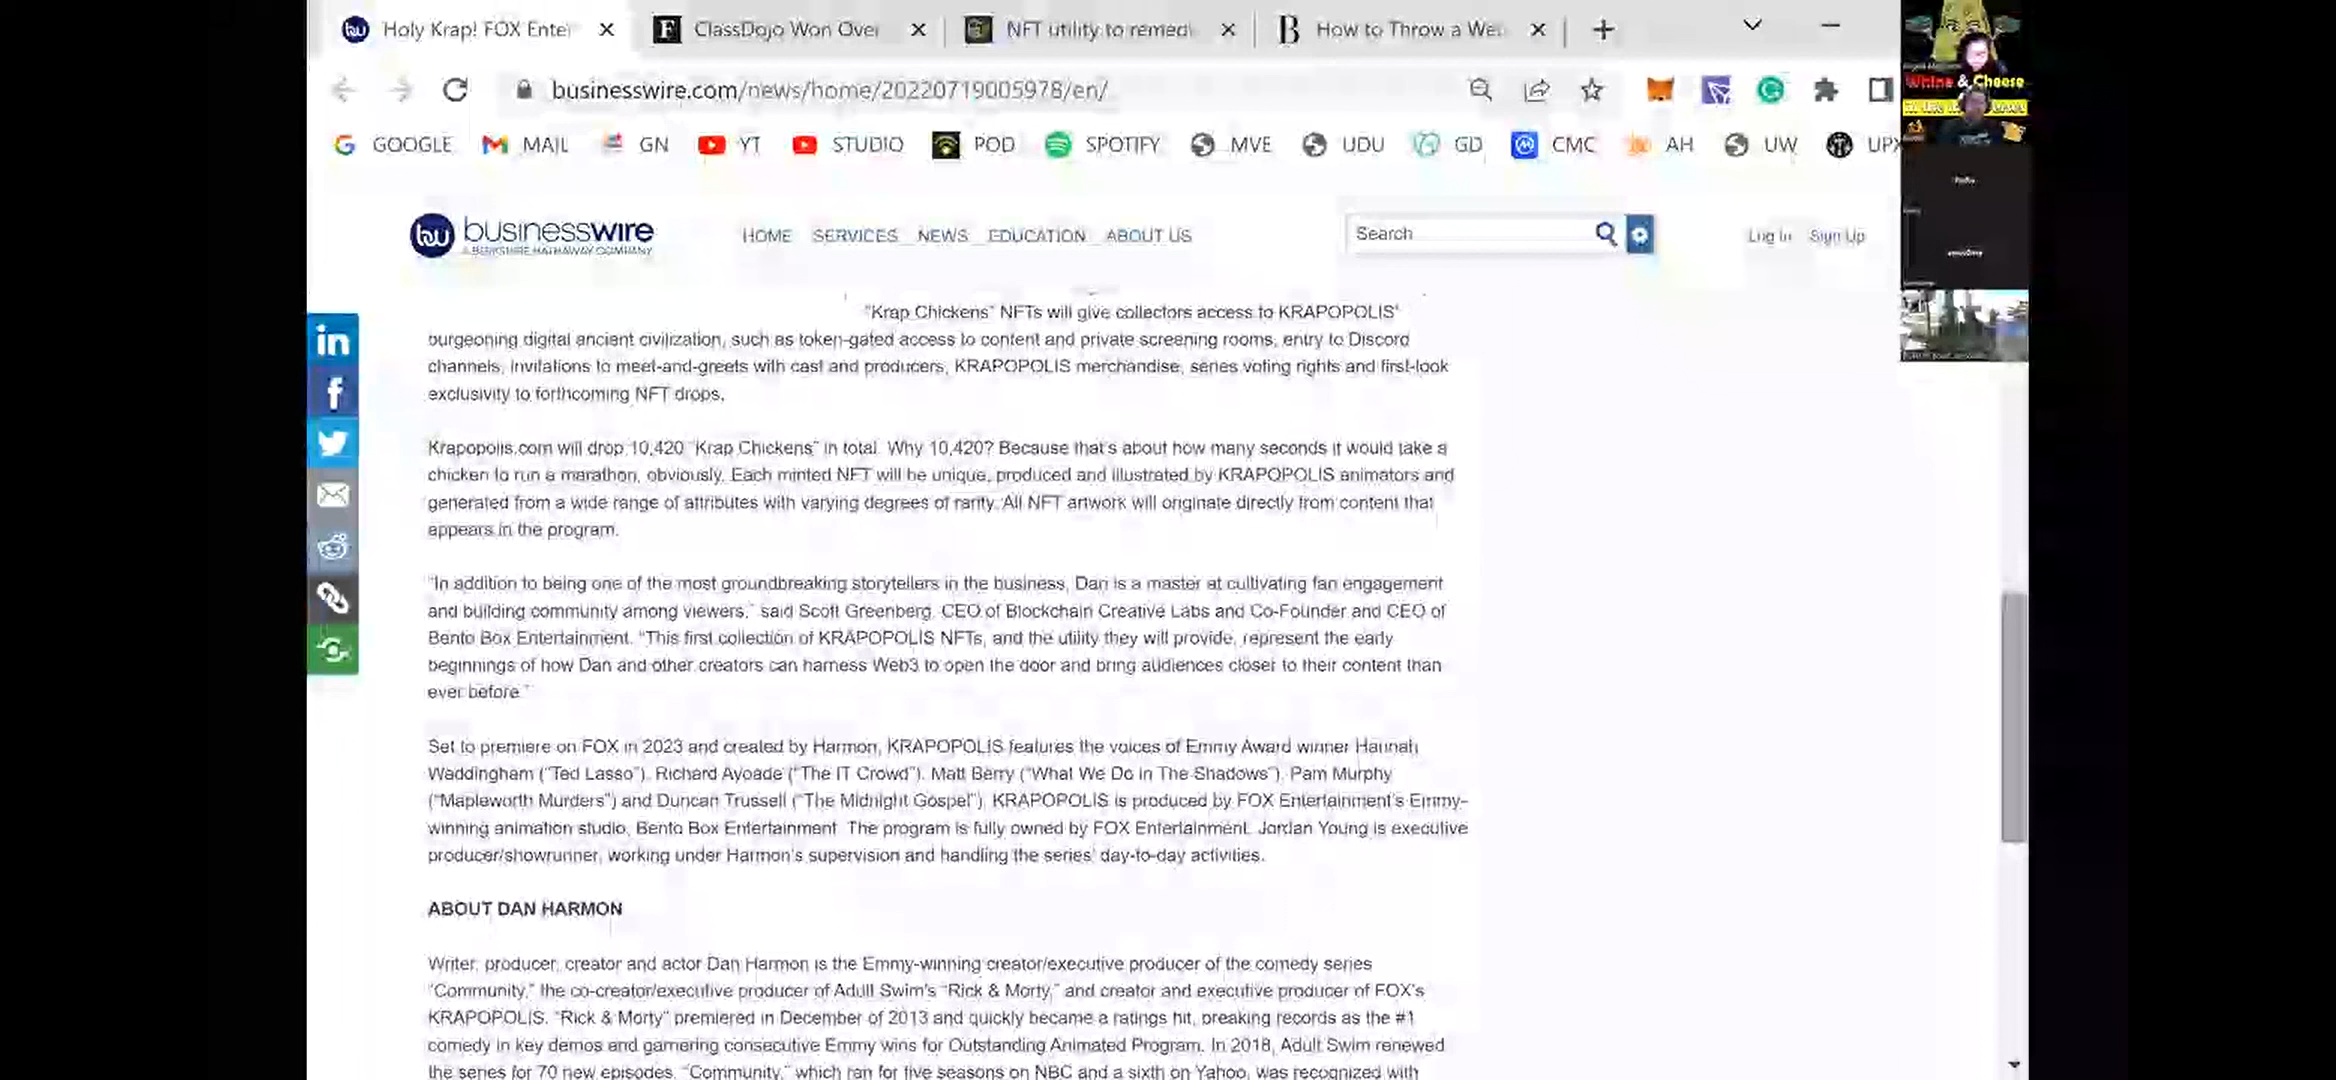 Holy Krap! FOX Enter
ClassDojo Won Over
NFT utility to remedy
How to Throw a We
businesswire.com/news/home/20220719005978/en/
GOOGLE MAIL GN YT STUDIO POD SPOTIFY MVE UDU GD CMC AH UW UPX
Whine & Cheese
businesswire
A BERKSHIRE HATHAWAY COMPANY
HOME SERVICES NEWS EDUCATION ABOUT US
Search
Log In Sign Up
"Krap Chickens" NFTs will give collectors access to KRAPOPOLIS'
burgeoning digital ancient civilization, such as token-gated access to content and private screening rooms, entry to Discord
channels, invitations to meet-and-greets with cast and producers, KRAPOPOLIS merchandise, series voting rights and first-look
exclusivity to forthcoming NFT drops.
Krapopolis.com will drop 10,420 "Krap Chickens" in total. Why 10,420? Because that's about how many seconds it would take a
chicken to run a marathon, obviously. Each minted NFT will be unique, produced and illustrated by KRAPOPOLIS animators and
generated from a wide range of attributes with varying degrees of rarity. All NFT artwork will originate directly from content that
appears in the program.
"In addition to being one of the most groundbreaking storytellers in the business, Dan is a master at cultivating fan engagement
and building community among viewers," said Scott Greenberg, CEO of Blockchain Creative Labs and Co-Founder and CEO of
Bento Box Entertainment. "This first collection of KRAPOPOLIS NFTs, and the utility they will provide, represent the early
beginnings of how Dan and other creators can harness Web3 to open the door and bring audiences closer to their content than
ever before."
Set to premiere on FOX in 2023 and created by Harmon, KRAPOPOLIS features the voices of Emmy Award winner Hannah
Waddingham ("Ted Lasso"), Richard Ayoade ("The IT Crowd"), Matt Berry ("What We Do in The Shadows"), Pam Murphy
("Mapleworth Murders") and Duncan Trussell ("The Midnight Gospel"). KRAPOPOLIS is produced by FOX Entertainment's Emmy-
winning animation studio, Bento Box Entertainment. The program is fully owned by FOX Entertainment. Jordan Young is executive
producer/showrunner, working under Harmon's supervision and handling the series' day-to-day activities.
ABOUT DAN HARMON
Writer, producer, creator and actor Dan Harmon is the Emmy-winning creator/executive producer of the comedy series
"Community," the co-creator/executive producer of Adult Swim's "Rick & Morty," and creator and executive producer of FOX's
KRAPOPOLIS. "Rick & Morty" premiered in December of 2013 and quickly became a ratings hit, breaking records as the #1
comedy in key demos and garnering consecutive Emmy wins for Outstanding Animated Program. In 2018, Adult Swim renewed
the series for 70 new episodes. "Community," which ran for five seasons on NBC and a sixth on Yahoo, was recognized with